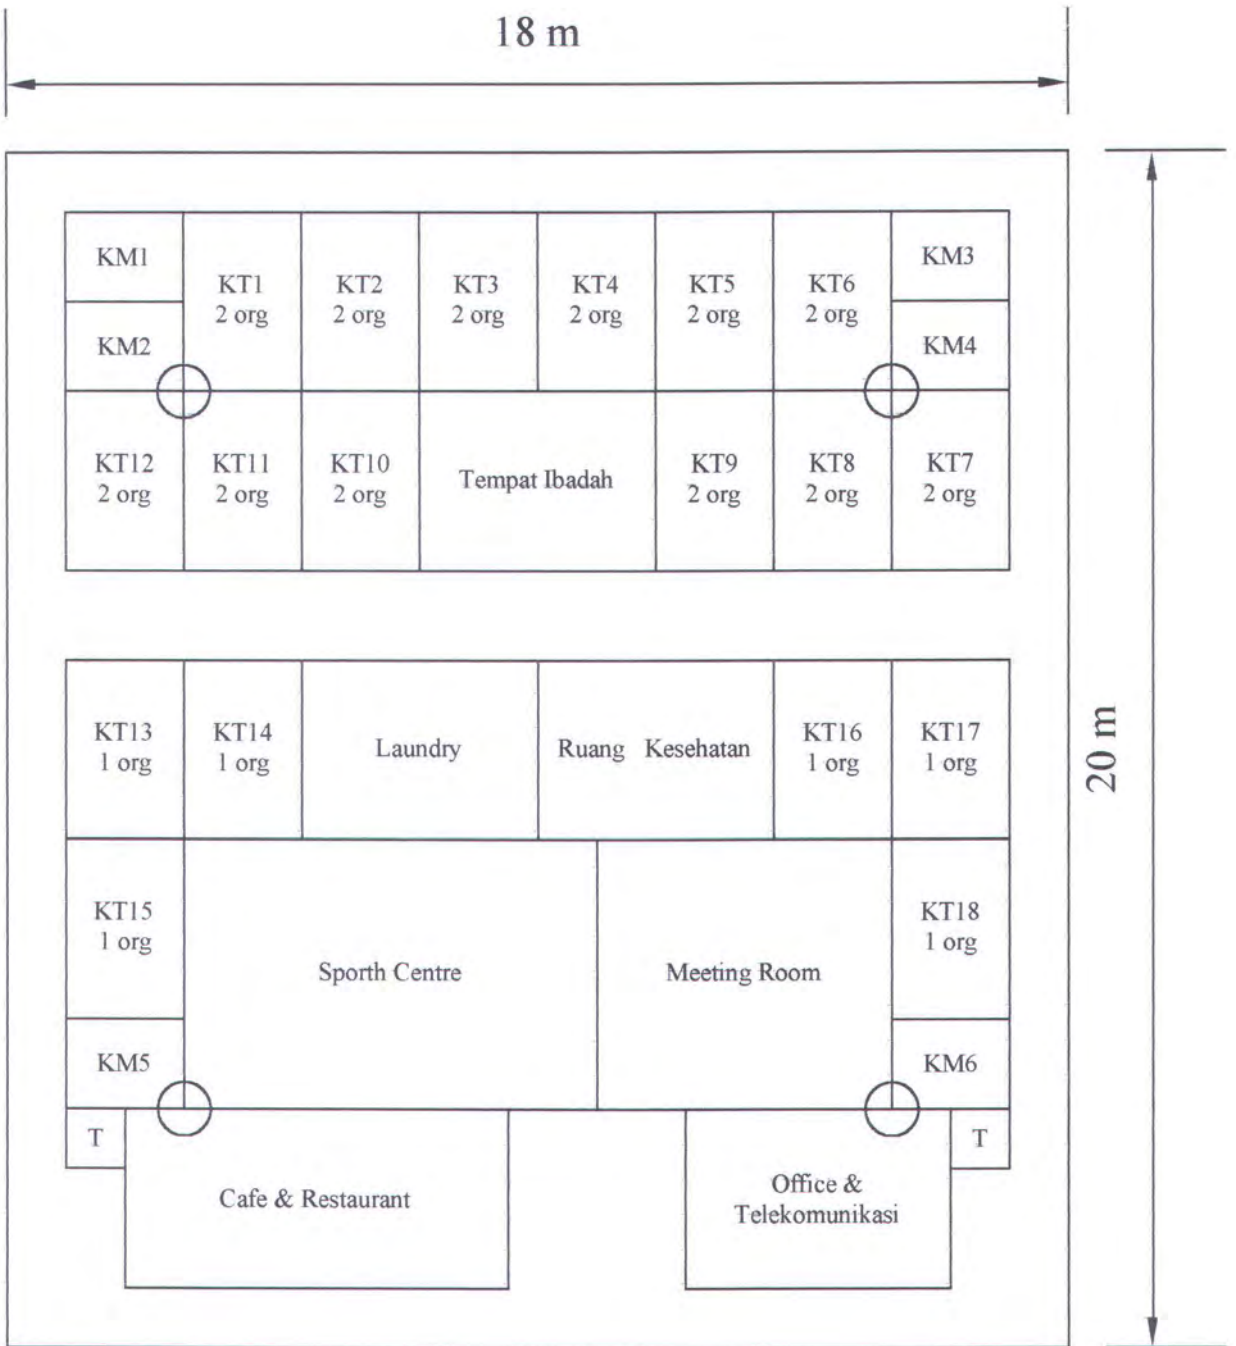 18 m
KM1
KT1
2 org
KT2
2 org
KT3
2 org
KT4
2 org
KT5
2 org
KT6
2 org
KM3
KM2
KM4
KT12
2 org
KT11
2 org
KT10
2 org
Tempat Ibadah
KT9
2 org
KT8
2 org
KT7
2 org
KT13
1 org
KT14
1 org
Laundry
Ruang Kesehatan
KT16
1 org
KT17
1 org
20 m
KT15
1 org
Sporth Centre
Meeting Room
KT18
1 org
KM5
KM6
T
T
Cafe & Restaurant
Office &
Telekomunikasi